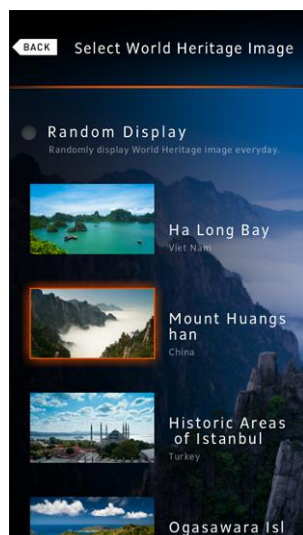 BACK Select World Heritage Image
Random Display
Randomly display World Heritage image everyday.
Ha Long Bay
Viet Nam
Mount Huangs
han
China
Historic Areas
of Istanbul
Turkey
Ogasawara Isl